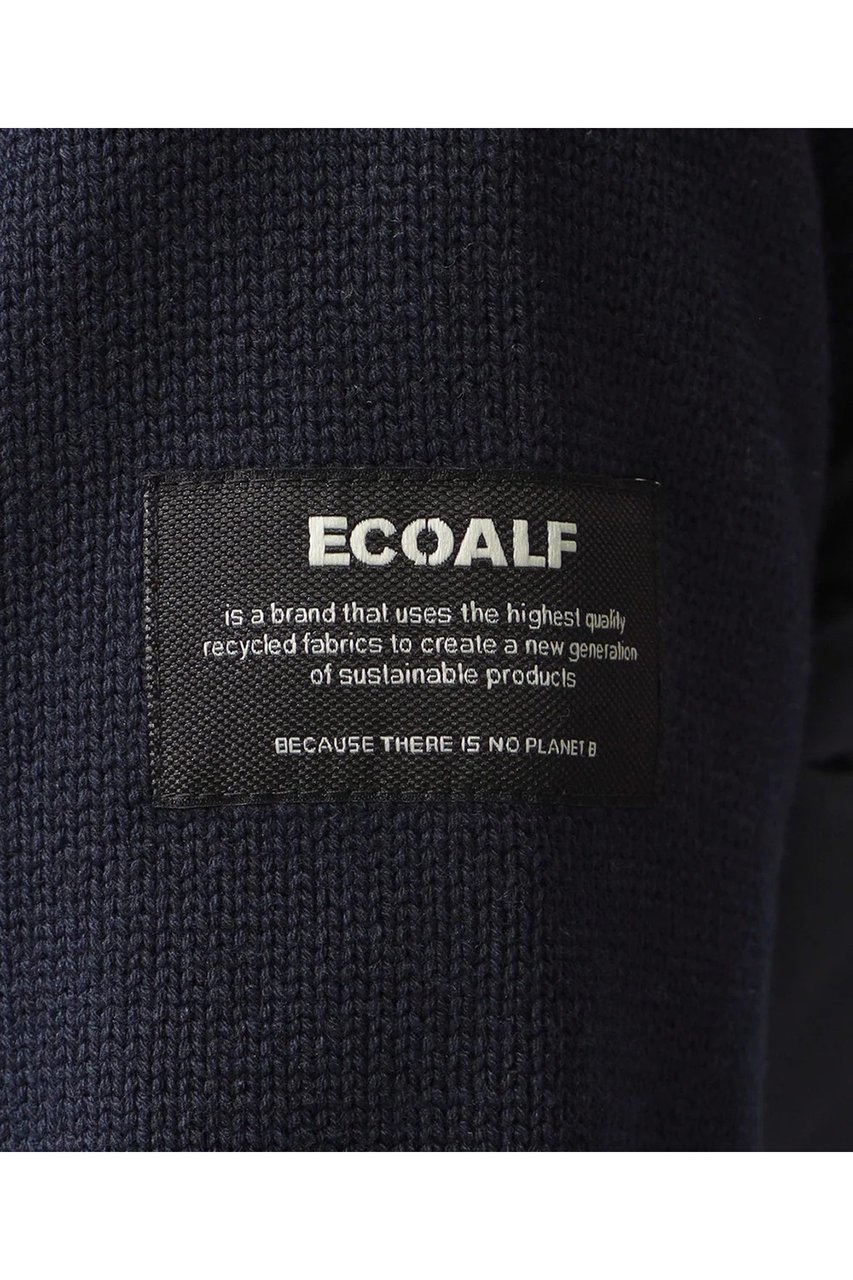 ECOALF
is a brand that uses the highest quality
recycled fabrics to create a new generation
of sustainable products
BECAUSE THERE IS NO PLANET B